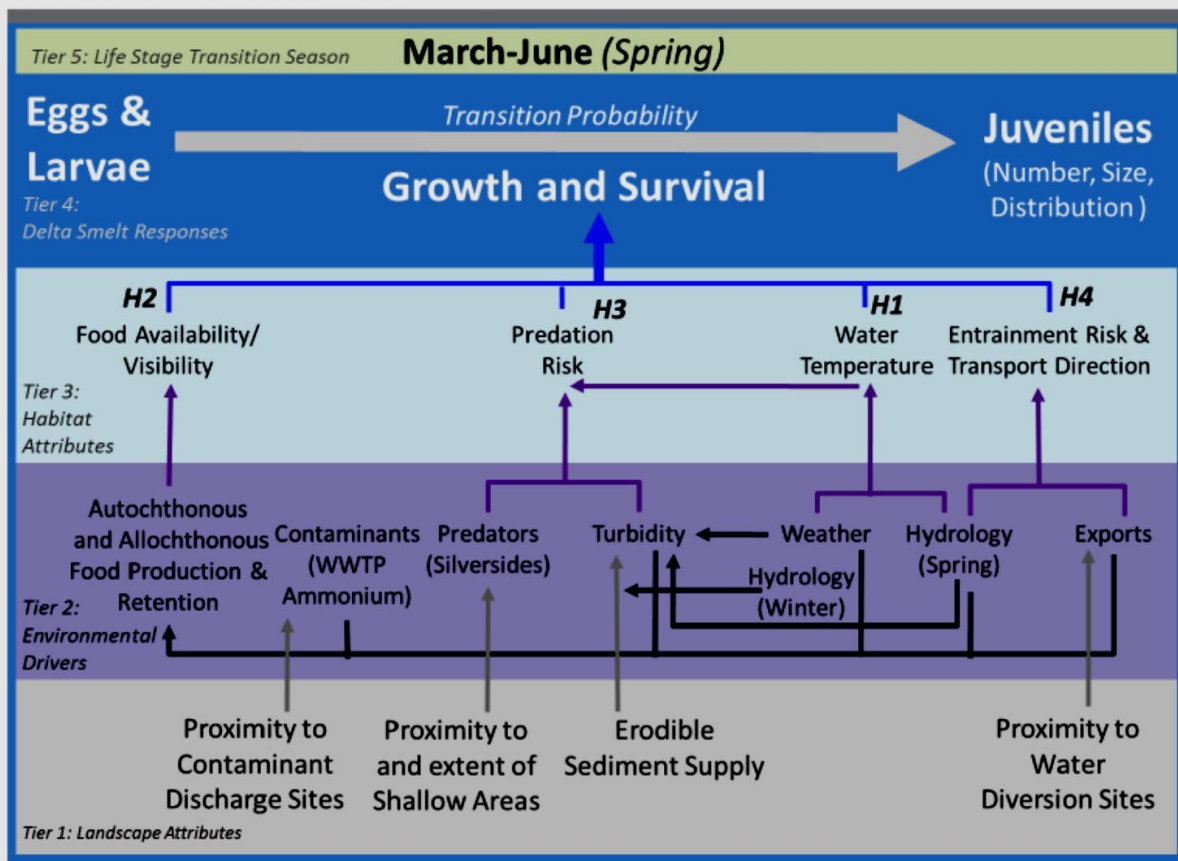 Tier 5: Life Stage Transition Season
March-June (Spring)
Eggs &
Larvae
Transition Probability
Juveniles
(Number, Size,
Distribution )
Growth and Survival
Tier 4:
Delta Smelt Responses
H2
Food Availability/
Visibility
H3
Predation
Risk
H1
Water
Temperature
H4
Entrainment Risk &
Transport Direction
Tier 3:
Habitat
Attributes
Autochthonous
and Allochthonous
Food Production &
Retention
Contaminants
(WWTP
Ammonium)
Predators
(Silversides)
Turbidity
Weather
Hydrology
(Spring)
Exports
Hydrology
(Winter)
Tier 2:
Environmental
Drivers
Proximity to
Contaminant
Discharge Sites
Proximity to
and extent of
Shallow Areas
Erodible
Sediment Supply
Proximity to
Water
Diversion Sites
Tier 1: Landscape Attributes